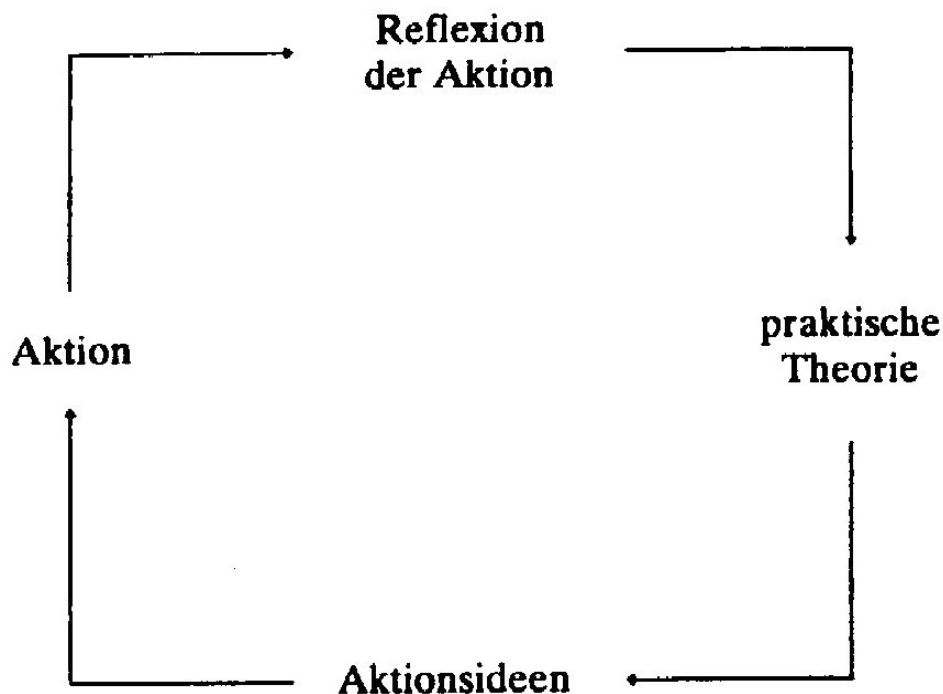 Reflexion
der Aktion
Aktion
praktische
Theorie
Aktionsideen